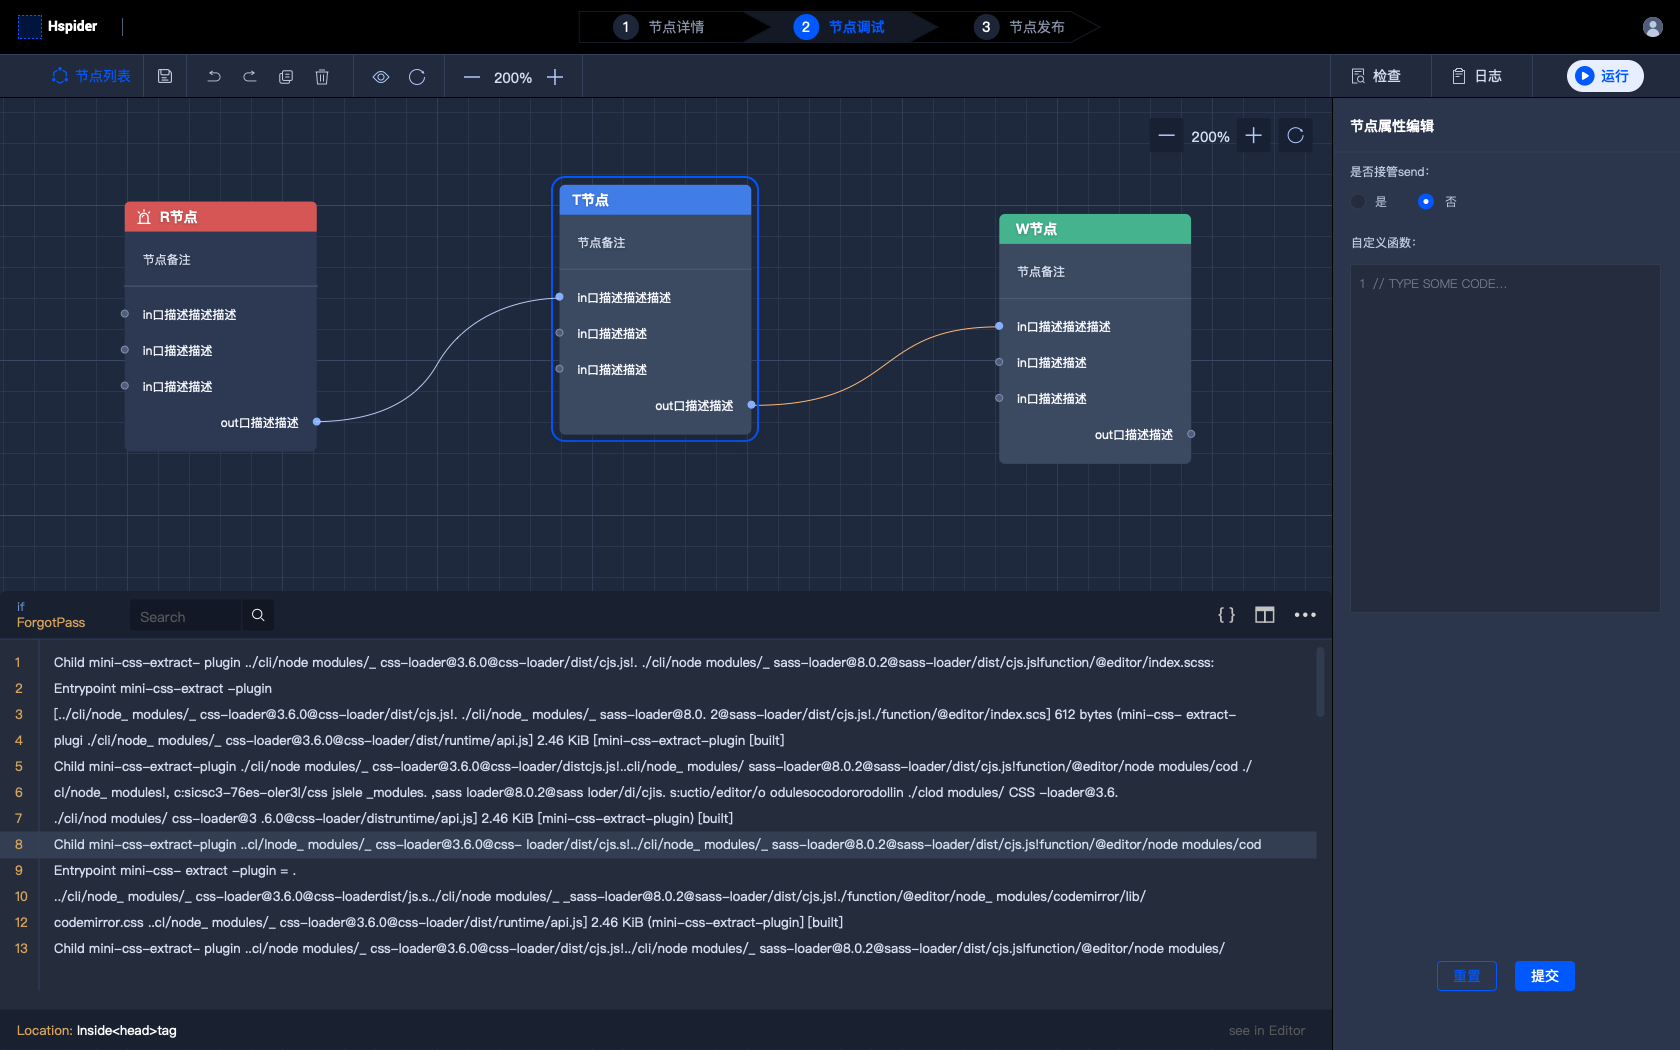 Hspider
1 节点详情
2 节点调试
3 节点发布
节点列表
200%
检查
日志
运行
200%
R节点
节点备注
in口描述描述描述
in口描述描述
in口描述描述
out口描述描述
T节点
节点备注
in口描述描述描述
in口描述描述
in口描述描述
out口描述描述
W节点
节点备注
in口描述描述描述
in口描述描述
in口描述描述
out口描述描述
节点属性编辑
是否接管send:
是
否
自定义函数:
1 // TYPE SOME CODE...
重置
提交
if
ForgotPass
Search
{ }
1 Child mini-css-extract- plugin ../cli/node modules/_ css-loader@3.6.0@css-loader/dist/cjs.js!. ./cli/node modules/_ sass-loader@8.0.2@sass-loader/dist/cjs.jslfunction/@editor/index.scss:
2 Entrypoint mini-css-extract -plugin
3 [../cli/node_ modules/_ css-loader@3.6.0@css-loader/dist/cjs.js!. ./cli/node_ modules/_ sass-loader@8.0. 2@sass-loader/dist/cjs.js!./function/@editor/index.scs] 612 bytes (mini-css- extract-
4 plugi ./cli/node_ modules/_ css-loader@3.6.0@css-loader/dist/runtime/api.js] 2.46 KiB [mini-css-extract-plugin [built]
5 Child mini-css-extract-plugin ./cli/node modules/_ css-loader@3.6.0@css-loader/distcjs.js!..cli/node_ modules/ sass-loader@8.0.2@sass-loader/dist/cjs.js!function/@editor/node modules/cod ./
6 cl/node_ modules!, c:sicsc3-76es-oler3l/css jslele _modules. ,sass loader@8.0.2@sass loder/di/cjis. s:uctio/editor/o odulesocodororodollin ./clod modules/ CSS -loader@3.6.
7 ./cli/nod modules/ css-loader@3 .6.0@css-loader/distruntime/api.js] 2.46 KiB [mini-css-extract-plugin) [built]
8 Child mini-css-extract-plugin ..cl/lnode_ modules/_ css-loader@3.6.0@css- loader/dist/cjs.s!../cli/node_ modules/_ sass-loader@8.0.2@sass-loader/dist/cjs.js!function/@editor/node modules/cod
9 Entrypoint mini-css- extract -plugin = .
10 ../cli/node_ modules/_ css-loader@3.6.0@css-loaderdist/js.s../cli/node modules/_ _sass-loader@8.0.2@sass-loader/dist/cjs.js!./function/@editor/node_ modules/codemirror/lib/
12 codemirror.css ..cl/node_ modules/_ css-loader@3.6.0@css-loader/dist/runtime/api.js] 2.46 KiB (mini-css-extract-plugin] [built]
13 Child mini-css-extract- plugin ..cl/node modules/_ css-loader@3.6.0@css-loader/dist/cjs.js!../cli/node modules/_ sass-loader@8.0.2@sass-loader/dist/cjs.jslfunction/@editor/node modules/
Location: Inside<head>tag
see in Editor